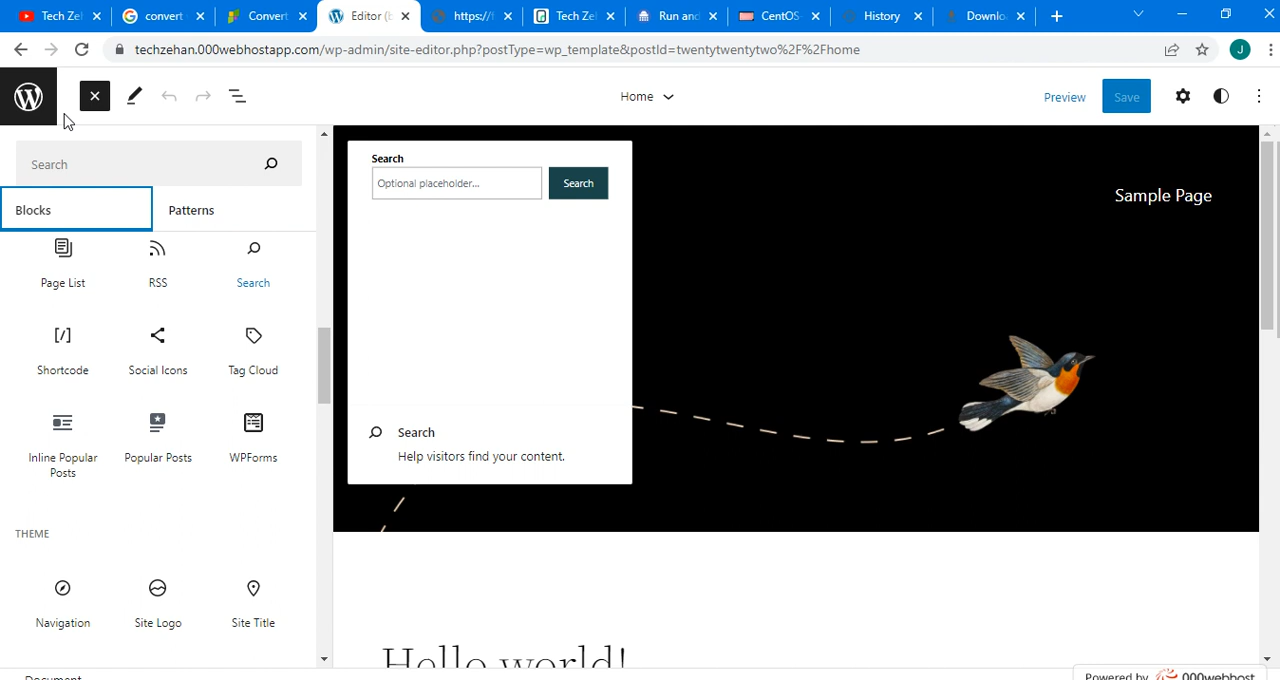 Tech Zel
convert
Convert
Editor (b
https://l
Tech Ze
Run and
CentOS
History
Downlo
techzehan.000webhostapp.com/wp-admin/site-editor.php?postType=wp_template&postId=twentytwentytwo%2F%2Fhome
J
Home
Preview
Save
Search
Blocks
Patterns
Page List
RSS
Search
Shortcode
Social Icons
Tag Cloud
Inline Popular
Posts
Popular Posts
WPForms
THEME
Navigation
Site Logo
Site Title
Search
Optional placeholder...
Search
Search
Help visitors find your content.
Sample Page
Hello world!
Document
Powered by 000webhost